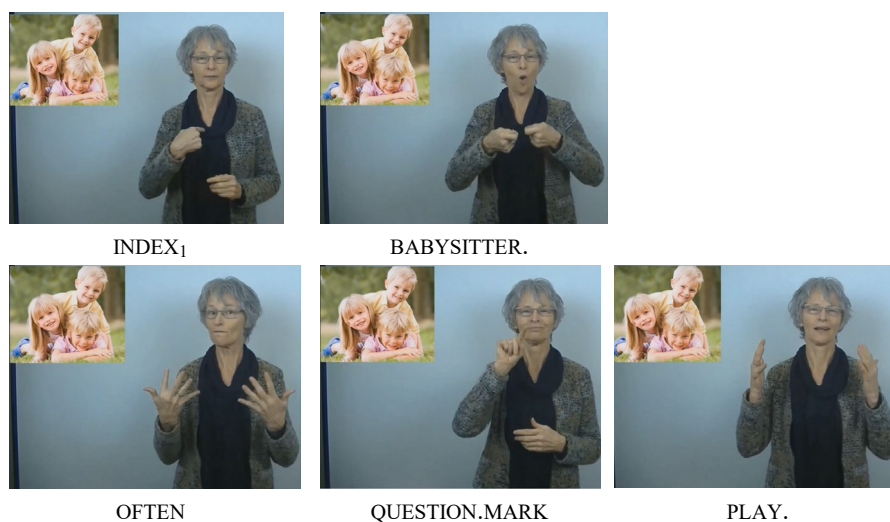 INDEX₁ BABYSITTER.
OFTEN QUESTION.MARK PLAY.